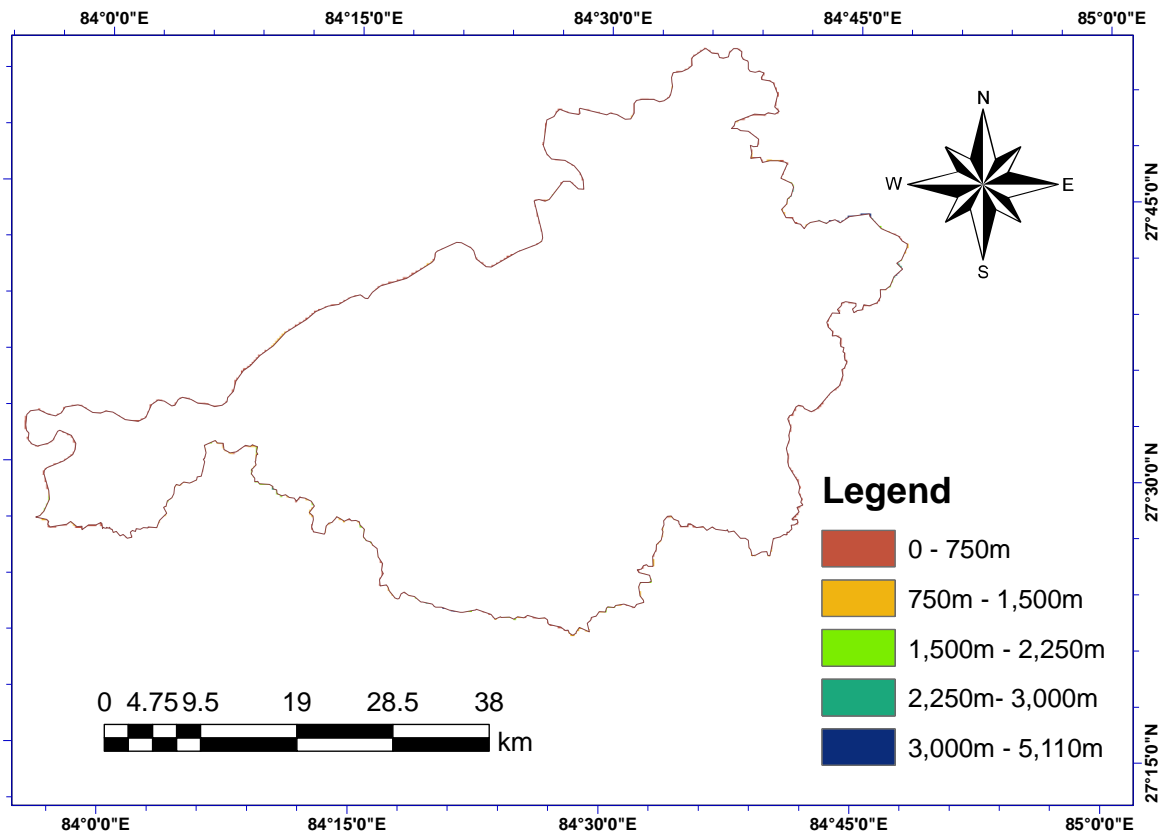 84°0'0"E 84°15'0"E 84°30'0"E 84°45'0"E 85°0'0"E
N
W E
S
27°45'0"N
27°30'0"N
27°15'0"N
Legend
0 - 750m
750m - 1,500m
1,500m - 2,250m
2,250m- 3,000m
3,000m - 5,110m
0 4.75 9.5 19 28.5 38
km
84°0'0"E 84°15'0"E 84°30'0"E 84°45'0"E 85°0'0"E